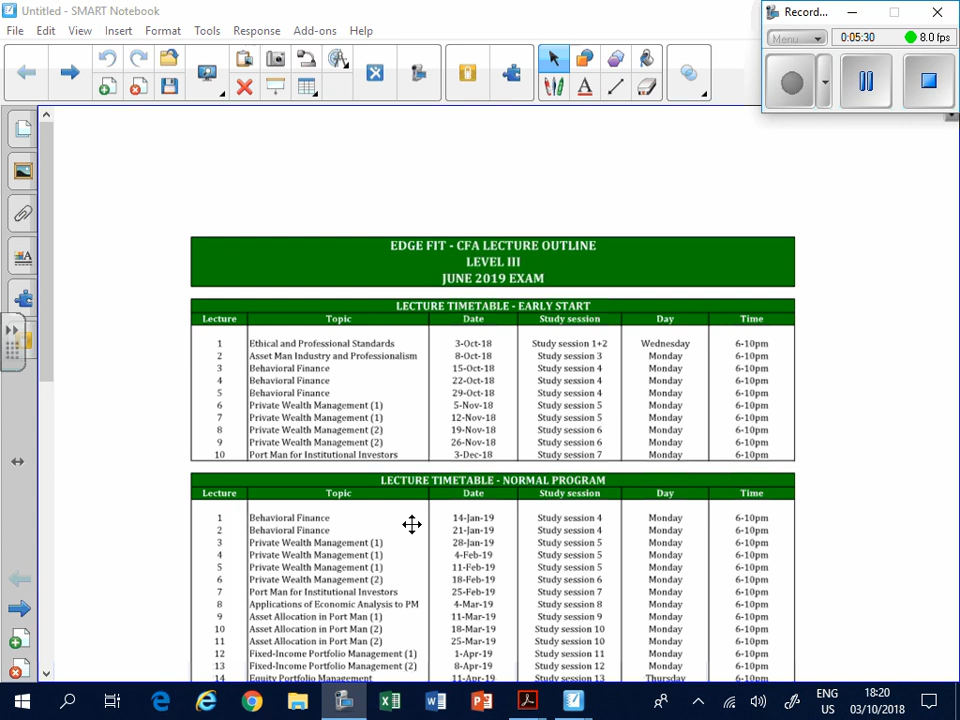 Untitled - SMART Notebook
File Edit View Insert Format Tools Response Add-ons Help
Record...
Menu 0:05:30 8.0 fps
EDGE FIT - CFA LECTURE OUTLINE
LEVEL III
JUNE 2019 EXAM
LECTURE TIMETABLE - EARLY START
Lecture Topic Date Study session Day Time
1 Ethical and Professional Standards 3-Oct-18 Study session 1+2 Wednesday 6-10pm
2 Asset Man Industry and Professionalism 8-Oct-18 Study session 3 Monday 6-10pm
3 Behavioral Finance 15-Oct-18 Study session 4 Monday 6-10pm
4 Behavioral Finance 22-Oct-18 Study session 4 Monday 6-10pm
5 Behavioral Finance 29-Oct-18 Study session 4 Monday 6-10pm
6 Private Wealth Management (1) 5-Nov-18 Study session 5 Monday 6-10pm
7 Private Wealth Management (1) 12-Nov-18 Study session 5 Monday 6-10pm
8 Private Wealth Management (2) 19-Nov-18 Study session 6 Monday 6-10pm
9 Private Wealth Management (2) 26-Nov-18 Study session 6 Monday 6-10pm
10 Port Man for Institutional Investors 3-Dec-18 Study session 7 Monday 6-10pm
LECTURE TIMETABLE - NORMAL PROGRAM
Lecture Topic Date Study session Day Time
1 Behavioral Finance 14-Jan-19 Study session 4 Monday 6-10pm
2 Behavioral Finance 21-Jan-19 Study session 4 Monday 6-10pm
3 Private Wealth Management (1) 28-Jan-19 Study session 5 Monday 6-10pm
4 Private Wealth Management (1) 4-Feb-19 Study session 5 Monday 6-10pm
5 Private Wealth Management (1) 11-Feb-19 Study session 5 Monday 6-10pm
6 Private Wealth Management (2) 18-Feb-19 Study session 6 Monday 6-10pm
7 Port Man for Institutional Investors 25-Feb-19 Study session 7 Monday 6-10pm
8 Applications of Economic Analysis to PM 4-Mar-19 Study session 8 Monday 6-10pm
9 Asset Allocation in Port Man (1) 11-Mar-19 Study session 9 Monday 6-10pm
10 Asset Allocation in Port Man (2) 18-Mar-19 Study session 10 Monday 6-10pm
11 Asset Allocation in Port Man (2) 25-Mar-19 Study session 10 Monday 6-10pm
12 Fixed-Income Portfolio Management (1) 1-Apr-19 Study session 11 Monday 6-10pm
13 Fixed-Income Portfolio Management (2) 8-Apr-19 Study session 12 Monday 6-10pm
14 Equity Portfolio Management 11-Apr-19 Study session 13 Thursday 6-10pm
ENG 18:20
US 03/10/2018